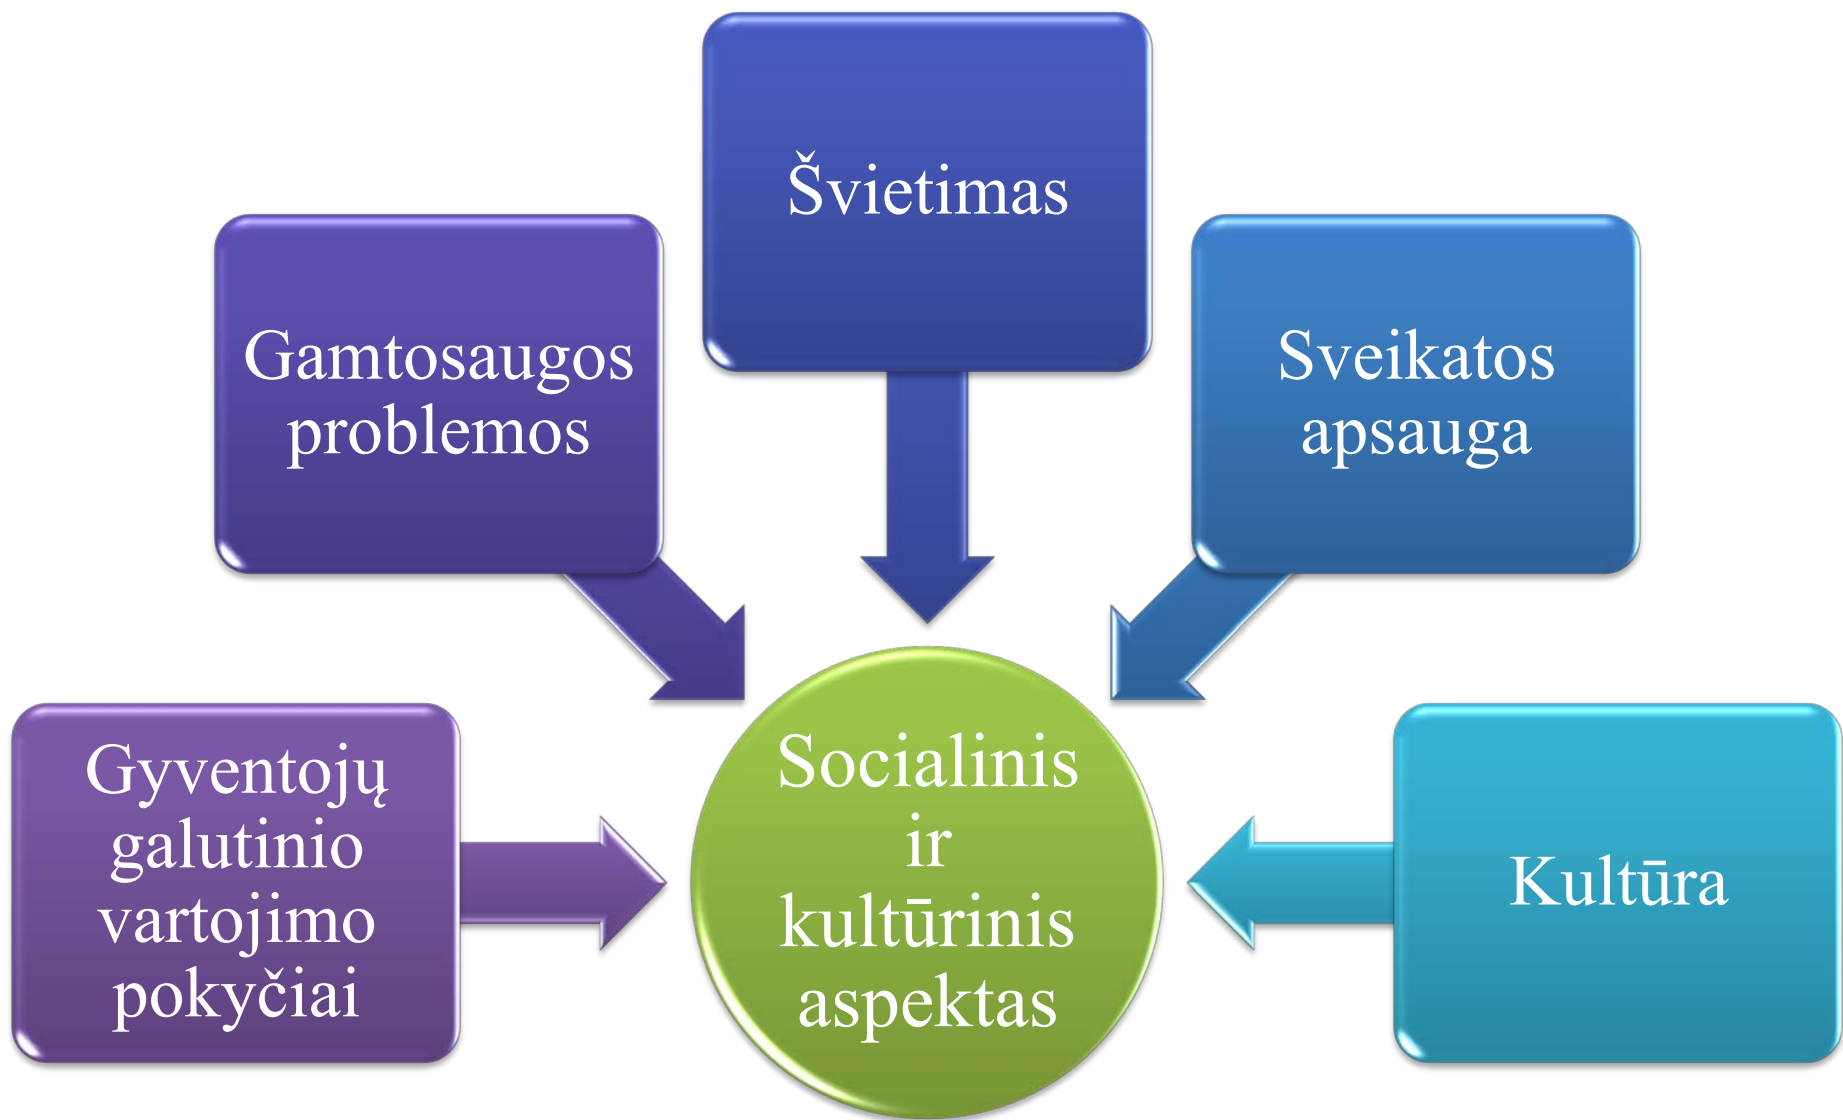 Švietimas
Gamtosaugos
problemos
Sveikatos
apsauga
Gyventojų
galutinio
vartojimo
pokyčiai
Socialinis
ir
kultūrinis
aspektas
Kultūra